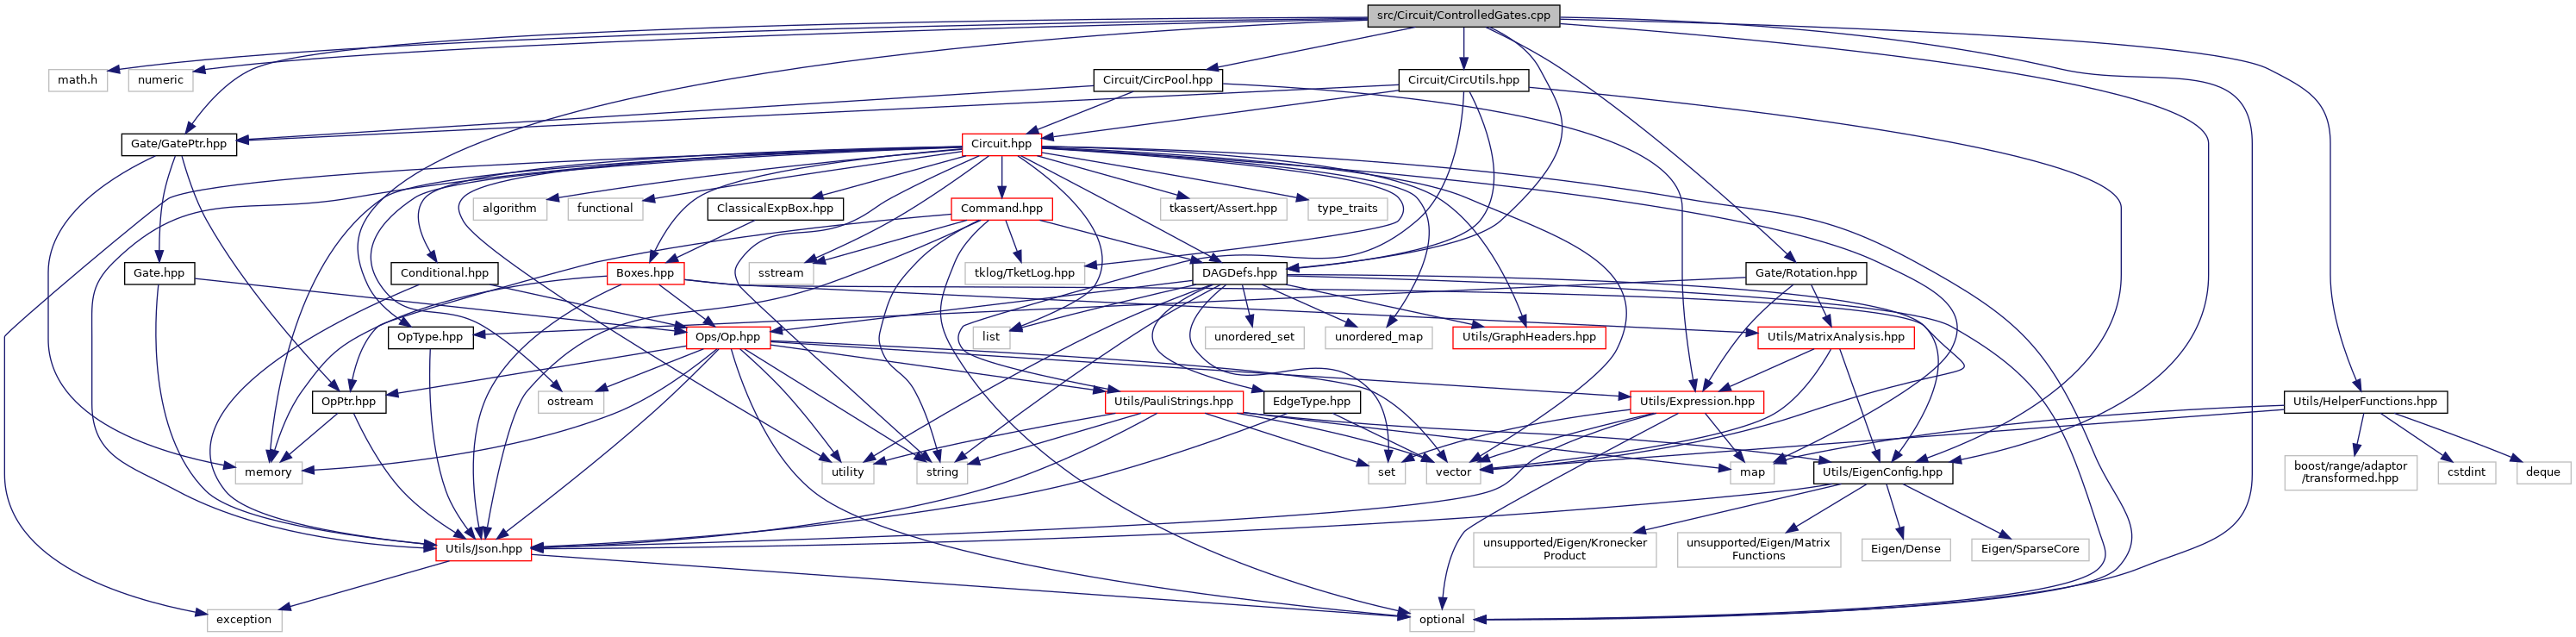 src/Circuit/ControlledGates.cpp
math.h
numeric
Circuit/CircPool.hpp
Circuit/CircUtils.hpp
Gate/GatePtr.hpp
Circuit.hpp
algorithm
functional
ClassicalExpBox.hpp
Command.hpp
tkassert/Assert.hpp
type_traits
Gate.hpp
Conditional.hpp
Boxes.hpp
sstream
tklog/TketLog.hpp
DAGDefs.hpp
Gate/Rotation.hpp
OpType.hpp
Ops/Op.hpp
list
unordered_set
unordered_map
Utils/GraphHeaders.hpp
Utils/MatrixAnalysis.hpp
OpPtr.hpp
ostream
Utils/PauliStrings.hpp
EdgeType.hpp
Utils/Expression.hpp
Utils/HelperFunctions.hpp
memory
utility
string
set
vector
map
Utils/EigenConfig.hpp
boost/range/adaptor
/transformed.hpp
cstdint
deque
Utils/Json.hpp
unsupported/Eigen/Kronecker
Product
unsupported/Eigen/Matrix
Functions
Eigen/Dense
Eigen/SparseCore
exception
optional